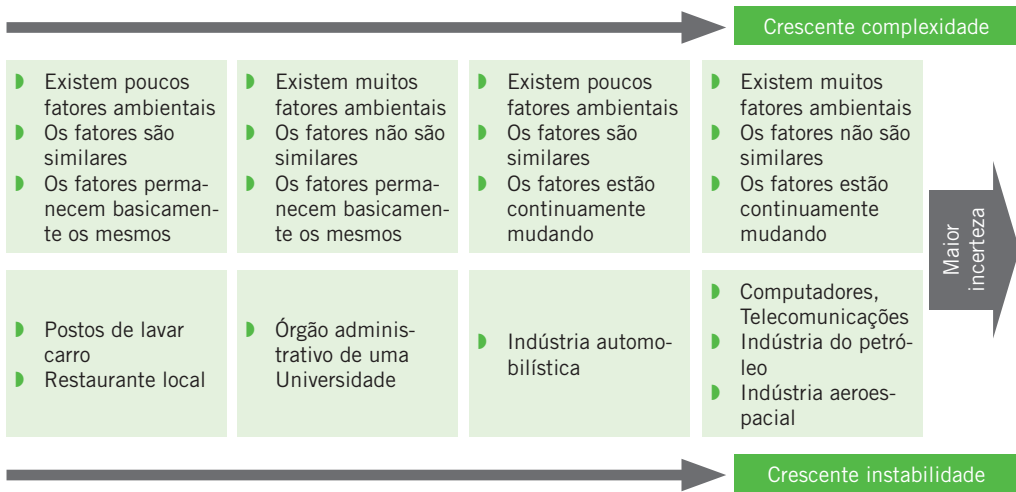 Crescente complexidade
Existem poucos
fatores ambientais
Os fatores são
similares
Os fatores perma-
necem basicamen-
te os mesmos
Existem muitos
fatores ambientais
Os fatores não são
similares
Os fatores perma-
necem basicamen-
te os mesmos
Existem poucos
fatores ambientais
Os fatores são
similares
Os fatores estão
continuamente
mudando
Existem muitos
fatores ambientais
Os fatores não são
similares
Os fatores estão
continuamente
mudando
Maior
incerteza
Postos de lavar
carro
Restaurante local
Órgão adminis-
trativo de uma
Universidade
Indústria automo-
bilística
Computadores,
Telecomunicações
Indústria do petró-
leo
Indústria aeroes-
pacial
Crescente instabilidade